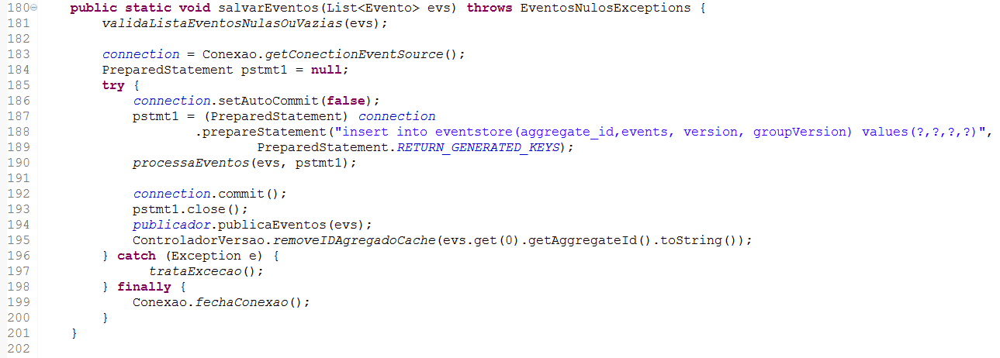 180 public static void salvarEventos(List<Evento> evs) throws EventosNulosExceptions {
181 validaListaEventosNulasOuVazias(evs);
182
183 connection = Conexao.getConectionEventSource();
184 PreparedStatement pstmt1 = null;
185 try {
186 connection.setAutoCommit(false);
187 pstmt1 = (PreparedStatement) connection
188 .prepareStatement("insert into eventstore(aggregate_id,events, version, groupVersion) values(?,?,?,?)",
189 PreparedStatement.RETURN_GENERATED_KEYS);
190 processaEventos(evs, pstmt1);
191
192 connection.commit();
193 pstmt1.close();
194 publicador.publicaEventos(evs);
195 ControladorVersao.removeIDAgregadoCache(evs.get(0).getAggregateId().toString());
196 } catch (Exception e) {
197 trataExcecao();
198 } finally {
199 Conexao.fechaConexao();
200 }
201 }
202